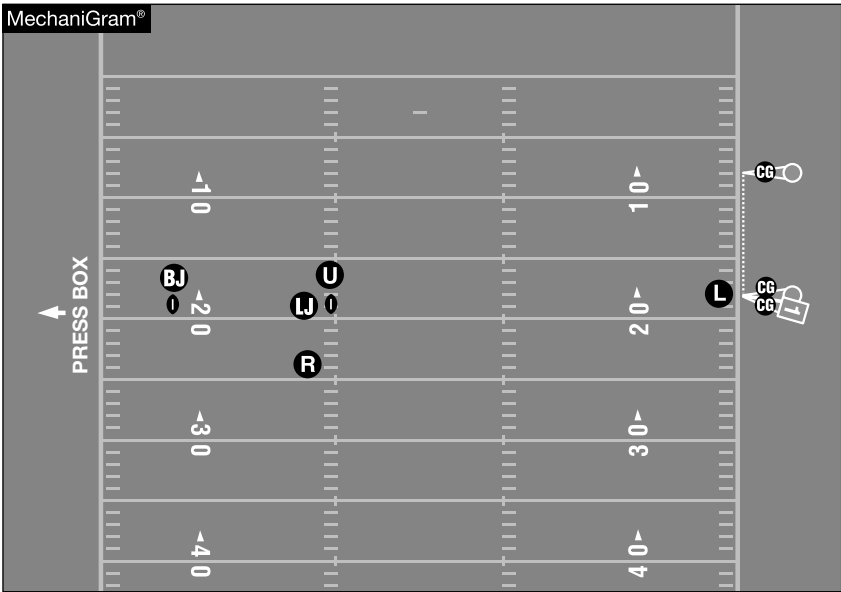 MechaniGram®
◄10
10►
CG
BJ
U
◄20
LJ
20►
L
CG
CG
1
PRESS BOX
R
◄30
30►
◄40
40►